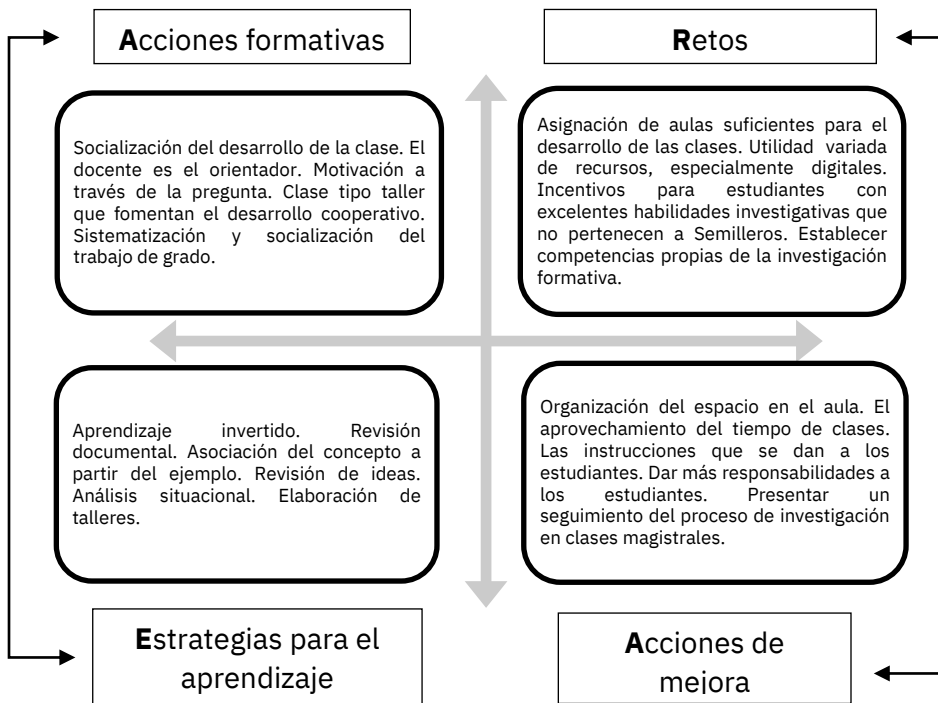 Acciones formativas
Retos
Socialización del desarrollo de la clase. El
docente es el orientador. Motivación a
través de la pregunta. Clase tipo taller
que fomentan el desarrollo cooperativo.
Sistematización y socialización del
trabajo de grado.
Asignación de aulas suficientes para el
desarrollo de las clases. Utilidad variada
de recursos, especialmente digitales.
Incentivos para estudiantes con
excelentes habilidades investigativas que
no pertenecen a Semilleros. Establecer
competencias propias de la investigación
formativa.
Aprendizaje invertido. Revisión
documental. Asociación del concepto a
partir del ejemplo. Revisión de ideas.
Análisis situacional. Elaboración de
talleres.
Organización del espacio en el aula. El
aprovechamiento del tiempo de clases.
Las instrucciones que se dan a los
estudiantes. Dar más responsabilidades a
los estudiantes. Presentar un
seguimiento del proceso de investigación
en clases magistrales.
Estrategias para el
aprendizaje
Acciones de
mejora